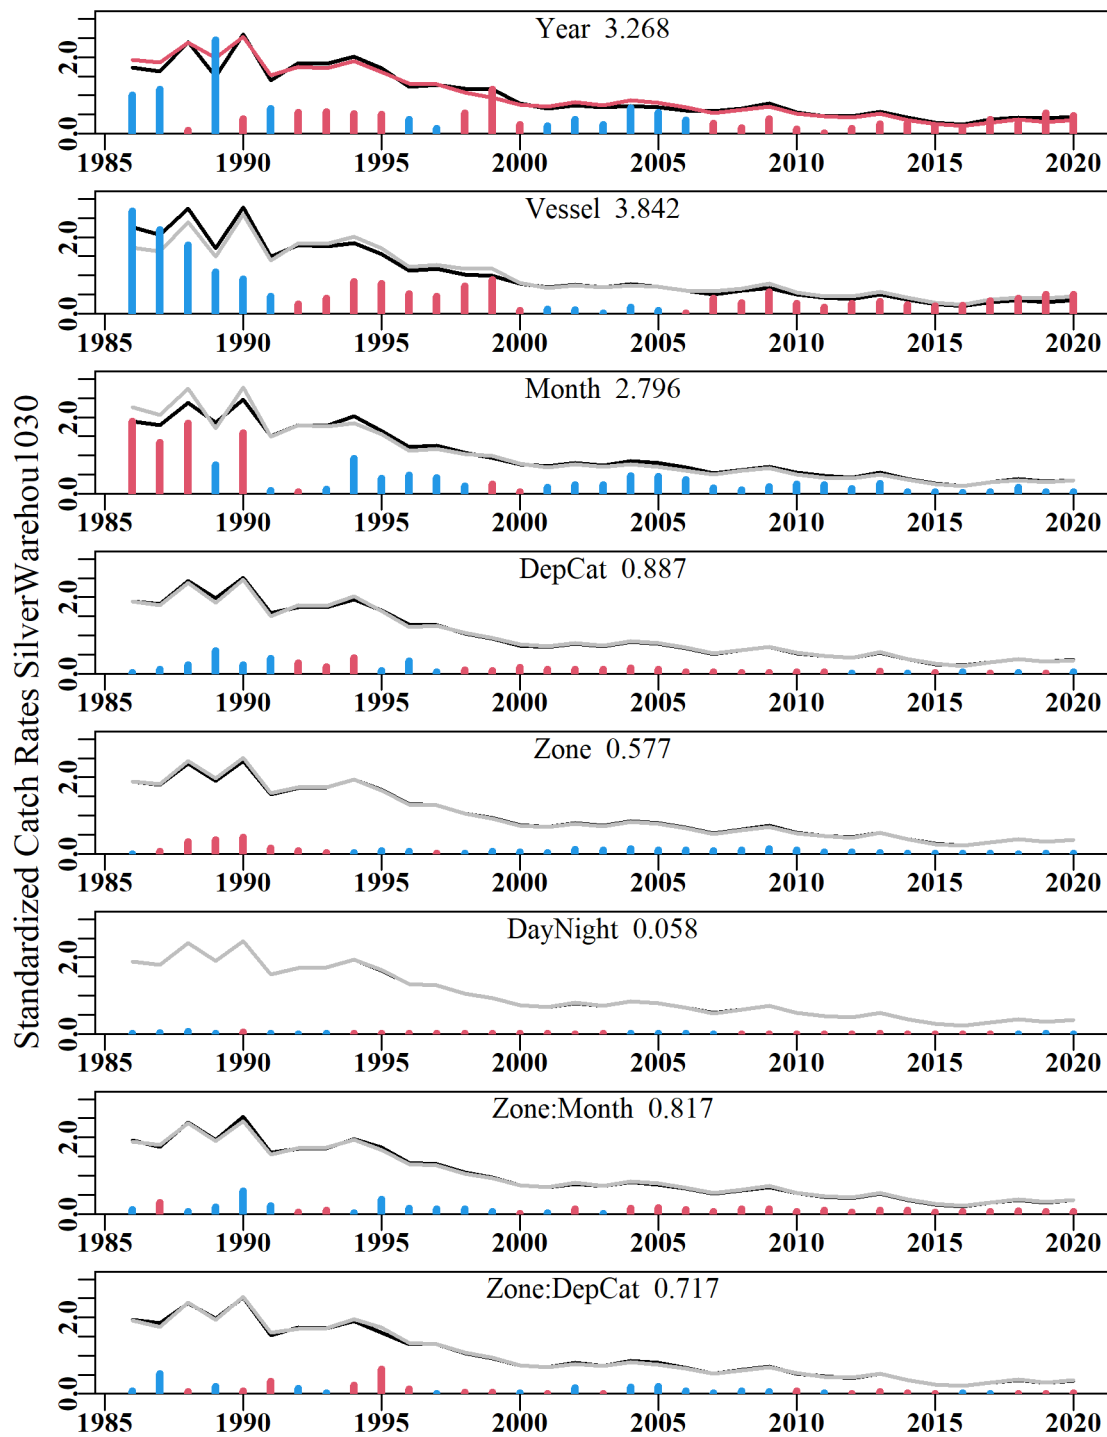 Standardized Catch Rates SilverWarehou1030
Year 3.268
2.0
0.0
1985 1990 1995 2000 2005 2010 2015 2020
Vessel 3.842
2.0
0.0
1985 1990 1995 2000 2005 2010 2015 2020
Month 2.796
2.0
0.0
1985 1990 1995 2000 2005 2010 2015 2020
DepCat 0.887
2.0
0.0
1985 1990 1995 2000 2005 2010 2015 2020
Zone 0.577
2.0
0.0
1985 1990 1995 2000 2005 2010 2015 2020
DayNight 0.058
2.0
0.0
1985 1990 1995 2000 2005 2010 2015 2020
Zone:Month 0.817
2.0
0.0
1985 1990 1995 2000 2005 2010 2015 2020
Zone:DepCat 0.717
2.0
0.0
1985 1990 1995 2000 2005 2010 2015 2020